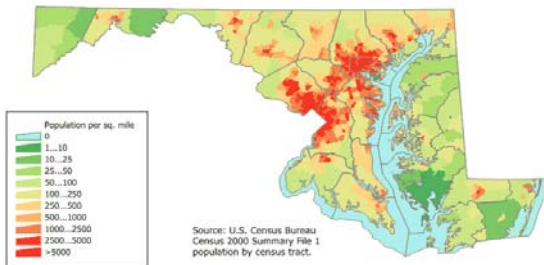 Population per sq. mile
0
1...10
10...25
25...50
50...100
100...250
250...500
500...1000
1000...2500
2500...5000
>5000
Source: U.S. Census Bureau
Census 2000 Summary File 1
population by census tract.